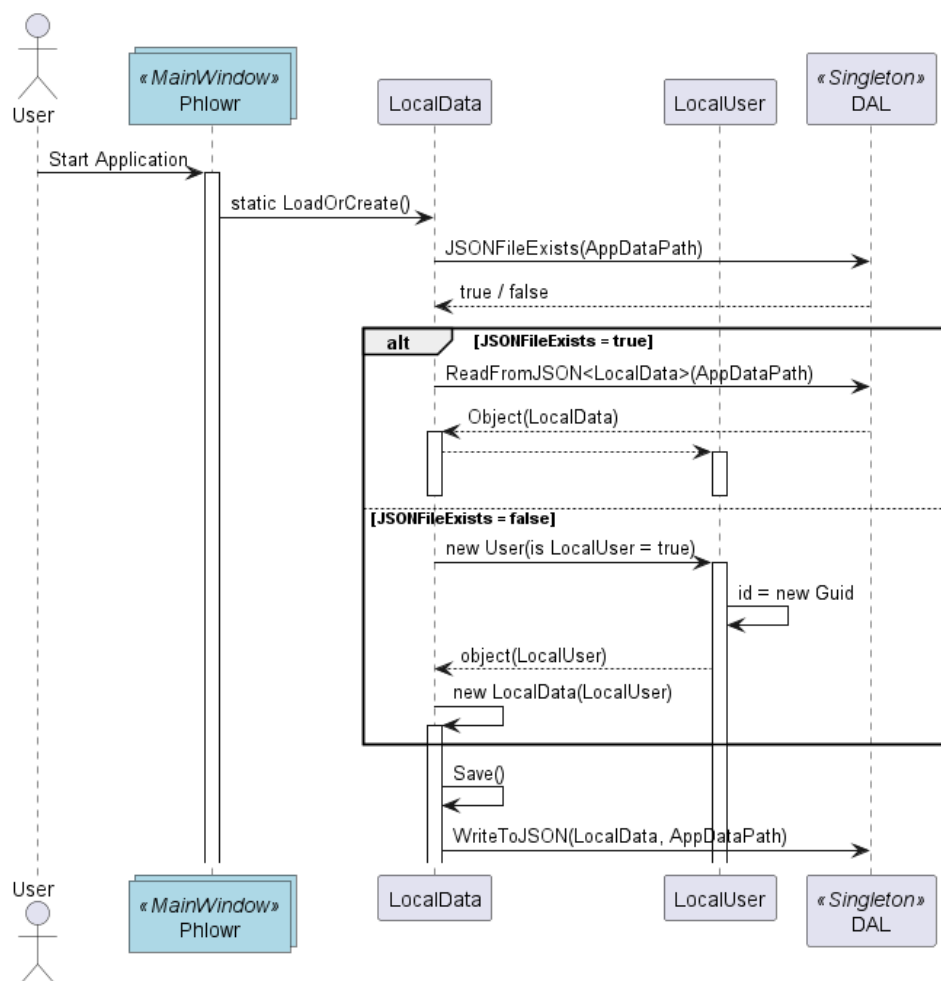 User
«MainWindow»
Phlowr
LocalData
LocalUser
«Singleton»
DAL
Start Application
static LoadOrCreate()
JSONFileExists(AppDataPath)
true / false
alt [JSONFileExists = true]
ReadFromJSON<LocalData>(AppDataPath)
Object(LocalData)
[JSONFileExists = false]
new User(is LocalUser = true)
id = new Guid
object(LocalUser)
new LocalData(LocalUser)
Save()
WriteToJSON(LocalData, AppDataPath)
User
«MainWindow»
Phlowr
LocalData
LocalUser
«Singleton»
DAL